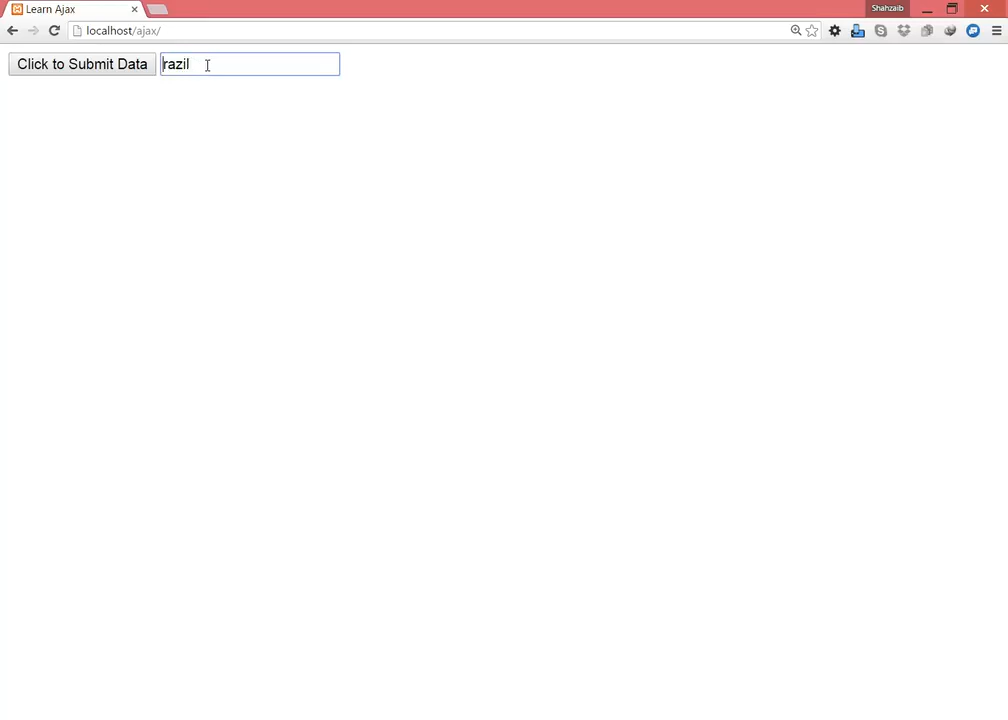 Learn Ajax
Shahzaib
localhost/ajax/
Click to Submit Data
razil